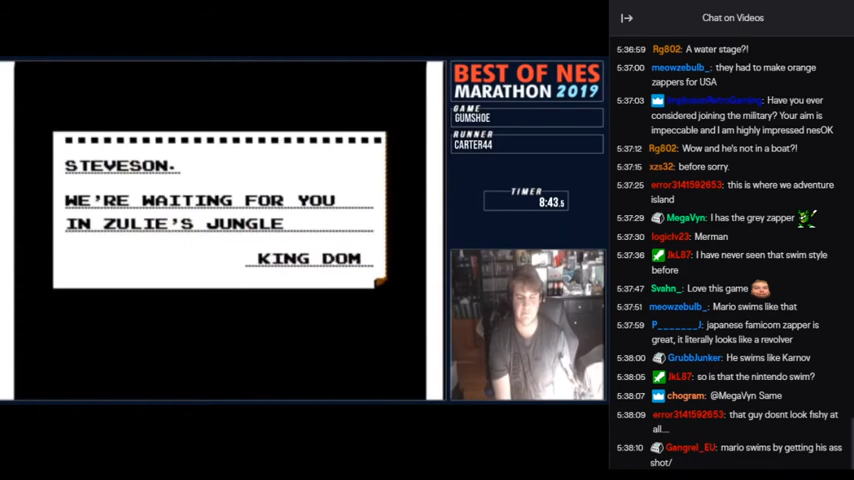 STEVESON.
WE'RE WAITING FOR YOU
IN ZULIE'S JUNGLE
KING DOM
BEST OF NES
MARATHON 2019
GAME
GUMSHOE
RUNNER
CARTER44
TIMER
8:43.5
Chat on Videos
5:36:59 Rg802: A water stage?!
5:37:00 meowzebulb_: they had to make orange
zappers for USA
5:37:03 Have you ever
considered joining the military? Your aim is
impeccable and I am highly impressed nesOK
5:37:12 Rg802: Wow and he's not in a boat?!
5:37:15 xzs32: before sorry.
5:37:25 error3141592653: this is where we adventure
island
5:37:29 MegaVyn: I has the grey zapper
5:37:30 logiclv23: Merman
5:37:36 JkL87: I have never seen that swim style
before
5:37:47 Svahn_: Love this game
5:37:51 meowzebulb_: Mario swims like that
5:37:59 P_______J: japanese famicom zapper is
great, it literally looks like a revolver
5:38:00 GrubbJunker: He swims like Karnov
5:38:05 JkL87: so is that the nintendo swim?
5:38:07 chogram: @MegaVyn Same
5:38:09 error3141592653: that guy dosnt look fishy at
all....
5:38:10 Gangrel_EU: mario swims by getting his ass
shot/